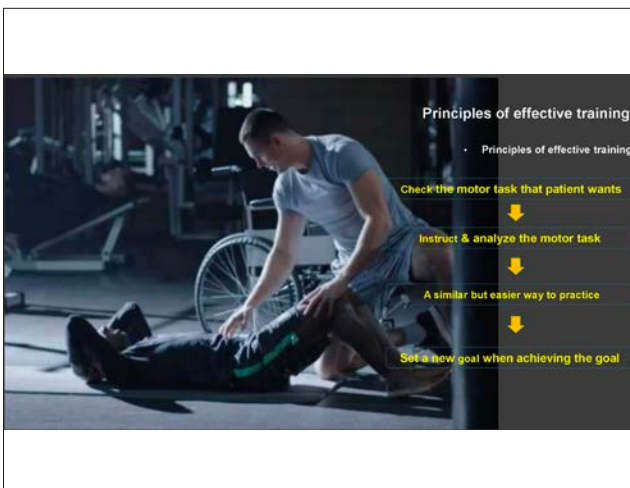 Principles of effective training
• Principles of effective training
Check the motor task that patient wants
Instruct & analyze the motor task
A similar but easier way to practice
Set a new goal when achieving the goal